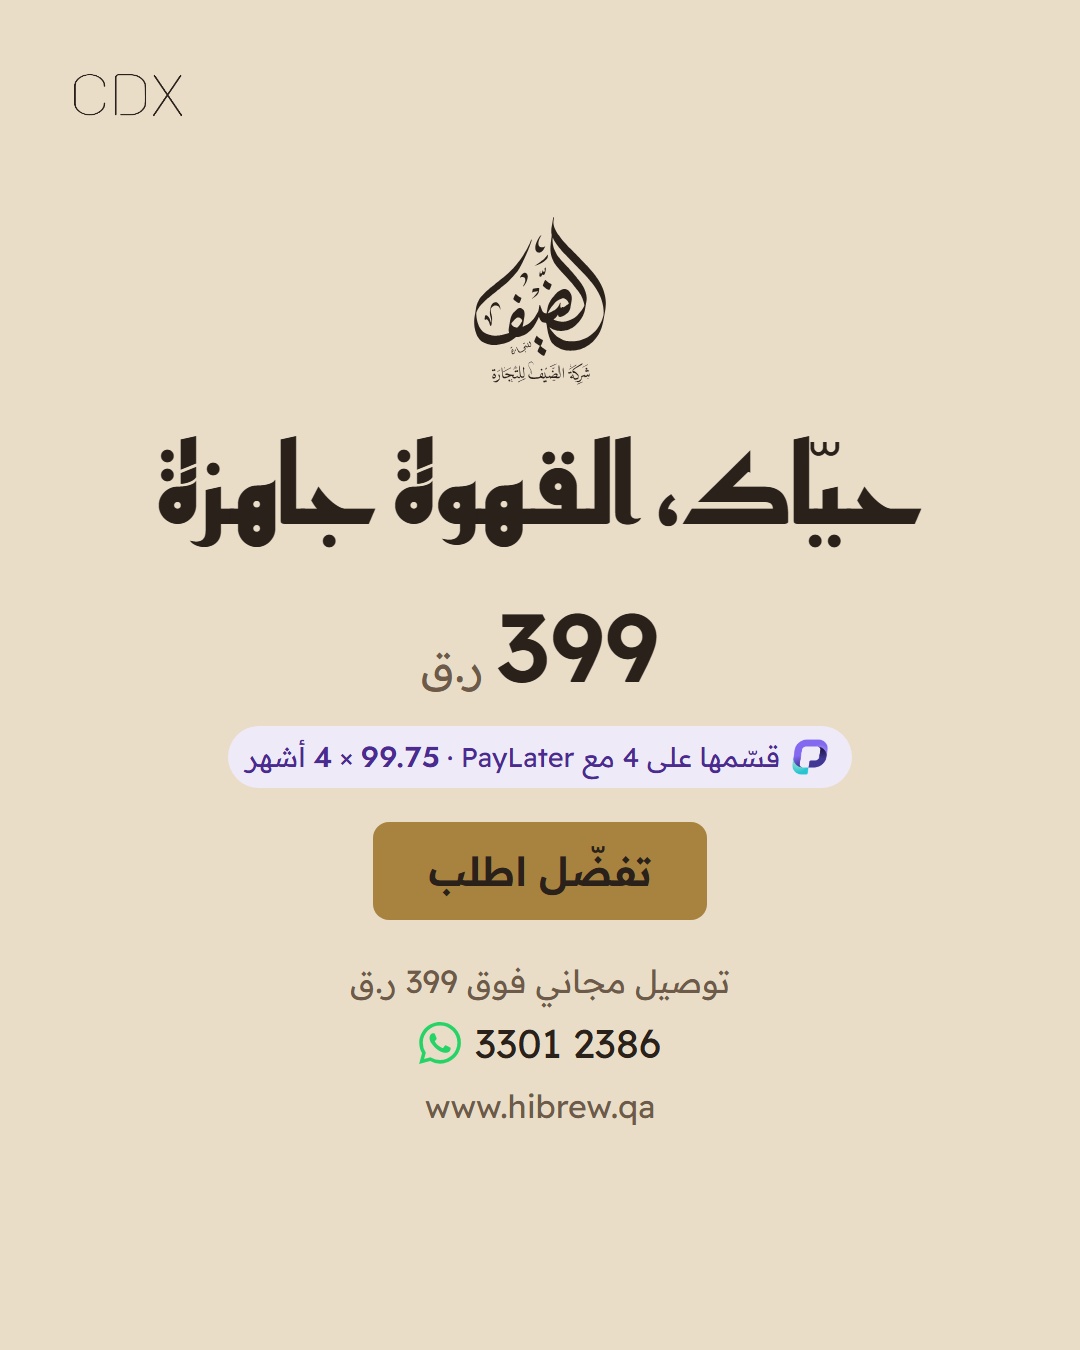 CDX
الضيف
للتجارة
شركة الضيف للتجارة
حيّاك، القهوة جاهزة
399 ر.ق
قسّمها على 4 مع PayLater · 99.75 × 4 أشهر
تفضّل اطلب
توصيل مجاني فوق 399 ر.ق
3301 2386
www.hibrew.qa